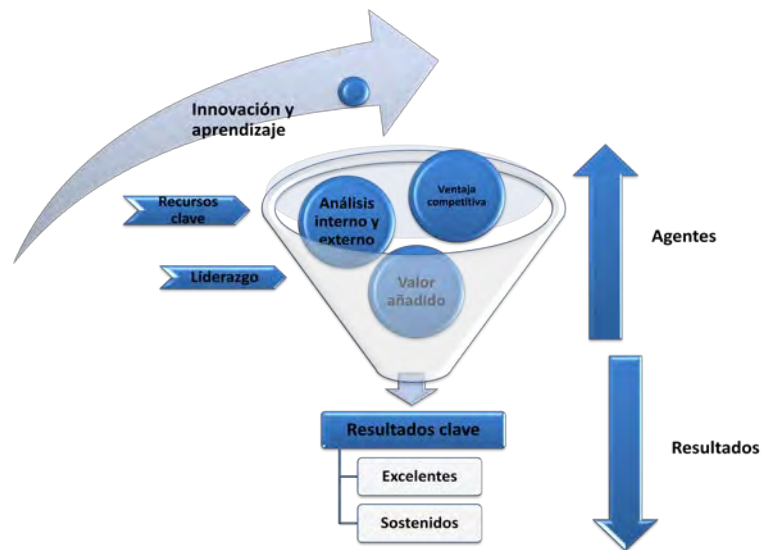 Innovación y
aprendizaje
Recursos
clave
Análisis
interno y
externo
Ventaja
competitiva
Agentes
Liderazgo
Valor
añadido
Resultados clave
Resultados
Excelentes
Sostenidos